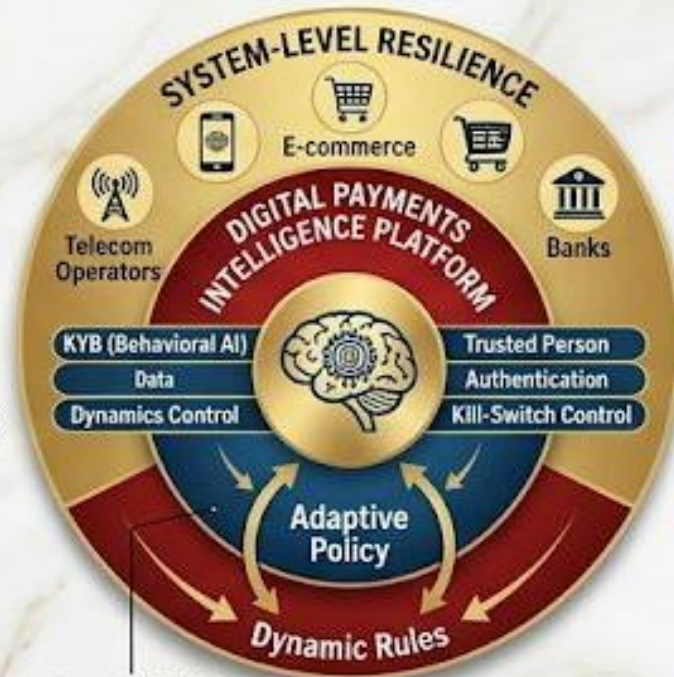 SYSTEM-LEVEL RESILIENCE
E-commerce
Telecom
Operators
Banks
DIGITAL PAYMENTS
INTELLIGENCE PLATFORM
KYB (Behavioral AI)
Data
Dynamics Control
Trusted Person
Authentication
Kill-Switch Control
Adaptive
Policy
Dynamic Rules